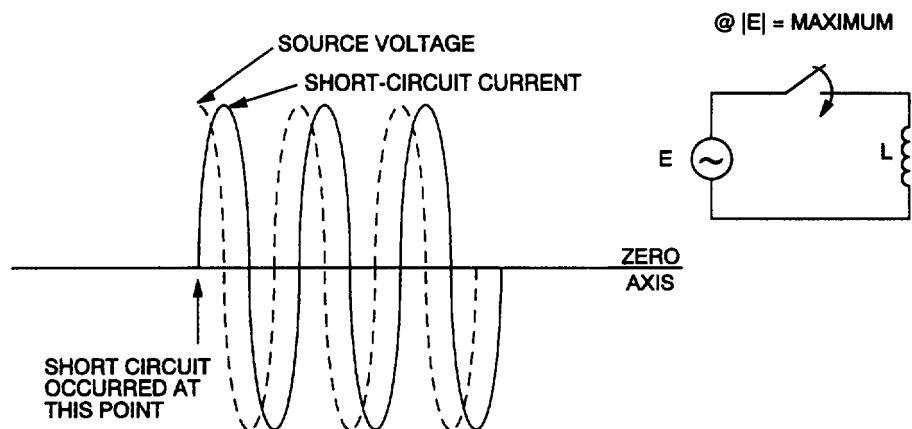 @ |E| = MAXIMUM
SOURCE VOLTAGE
SHORT-CIRCUIT CURRENT
E
L
ZERO
AXIS
SHORT CIRCUIT
OCCURRED AT
THIS POINT